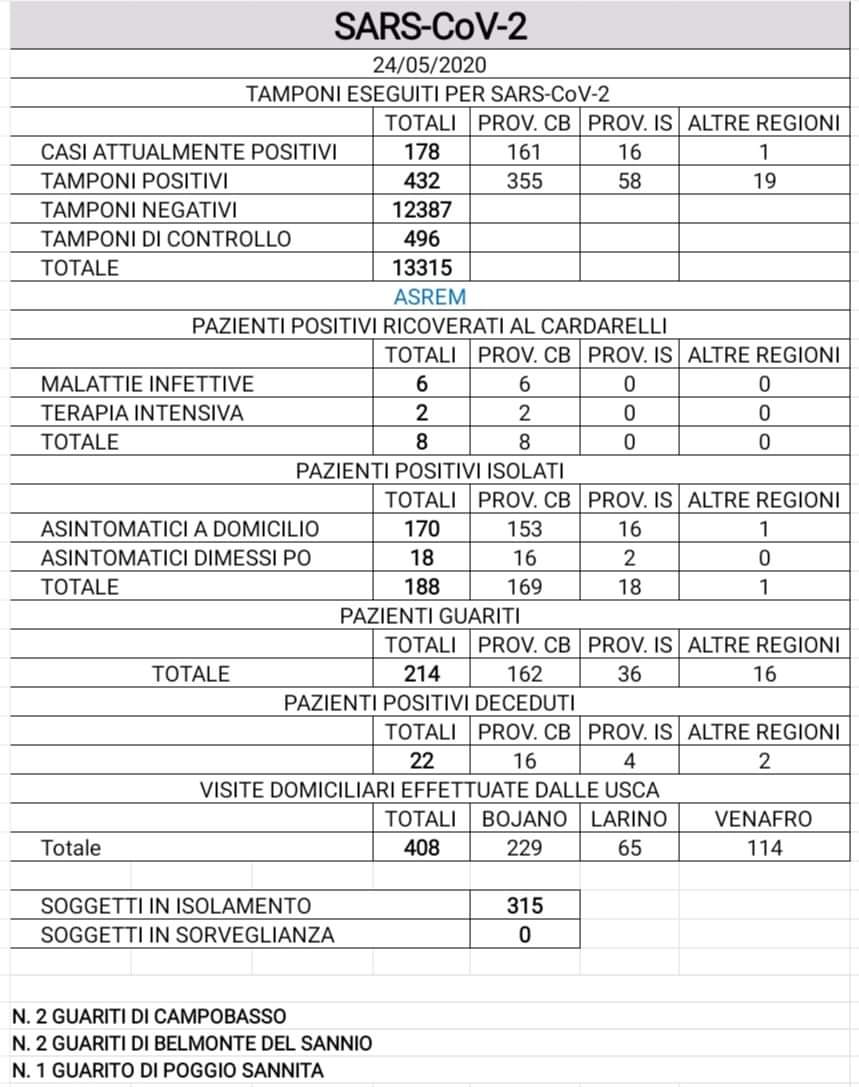 SARS-CoV-2
24/05/2020
TAMPONI ESEGUITI PER SARS-CoV-2
TOTALI PROV. CB PROV. IS ALTRE REGIONI
CASI ATTUALMENTE POSITIVI 178 161 16 1
TAMPONI POSITIVI 432 355 58 19
TAMPONI NEGATIVI 12387
TAMPONI DI CONTROLLO 496
TOTALE 13315
ASREM
PAZIENTI POSITIVI RICOVERATI AL CARDARELLI
TOTALI PROV. CB PROV. IS ALTRE REGIONI
MALATTIE INFETTIVE 6 6 0 0
TERAPIA INTENSIVA 2 2 0 0
TOTALE 8 8 0 0
PAZIENTI POSITIVI ISOLATI
TOTALI PROV. CB PROV. IS ALTRE REGIONI
ASINTOMATICI A DOMICILIO 170 153 16 1
ASINTOMATICI DIMESSI PO 18 16 2 0
TOTALE 188 169 18 1
PAZIENTI GUARITI
TOTALI PROV. CB PROV. IS ALTRE REGIONI
TOTALE 214 162 36 16
PAZIENTI POSITIVI DECEDUTI
TOTALI PROV. CB PROV. IS ALTRE REGIONI
22 16 4 2
VISITE DOMICILIARI EFFETTUATE DALLE USCA
TOTALI BOJANO LARINO VENAFRO
Totale 408 229 65 114
SOGGETTI IN ISOLAMENTO 315
SOGGETTI IN SORVEGLIANZA 0
N. 2 GUARITI DI CAMPOBASSO
N. 2 GUARITI DI BELMONTE DEL SANNIO
N. 1 GUARITO DI POGGIO SANNITA